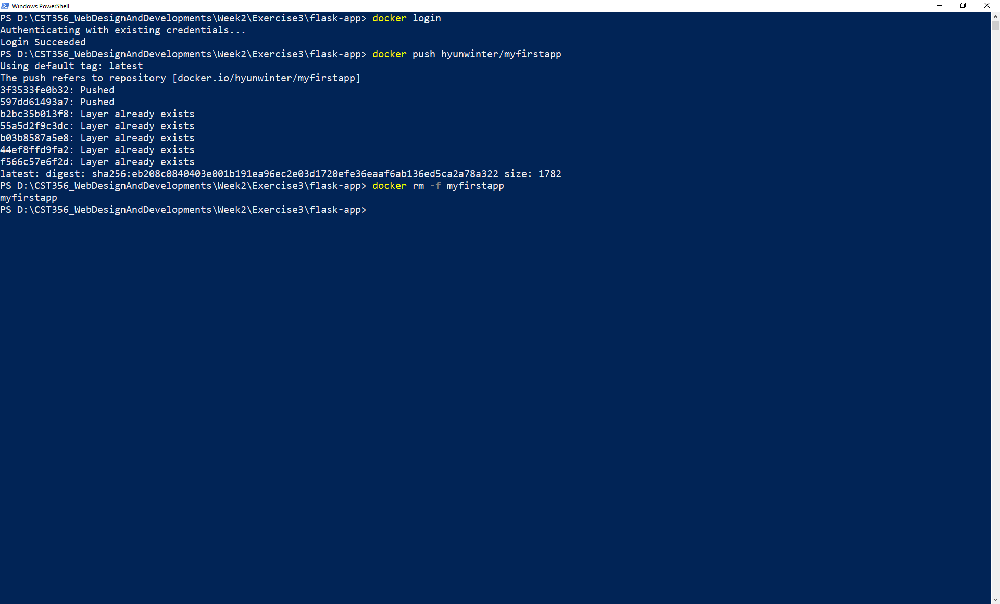 Windows PowerShell
PS D:\CST356_WebDesignAndDevelopments\Week2\Exercise3\flask-app> docker login
Authenticating with existing credentials...
Login Succeeded
PS D:\CST356_WebDesignAndDevelopments\Week2\Exercise3\flask-app> docker push hyunwinter/myfirstapp
Using default tag: latest
The push refers to repository [docker.io/hyunwinter/myfirstapp]
3f3533fe0b32: Pushed
597dd61493a7: Pushed
b2bc35b013f8: Layer already exists
55a5d2f9c3dc: Layer already exists
b03b8587a5e8: Layer already exists
44ef8ffd9fa2: Layer already exists
f566c57e6f2d: Layer already exists
latest: digest: sha256:eb208c0840403e001b191ea96ec2e03d1720efe36eaaf6ab136ed5ca2a78a322 size: 1782
PS D:\CST356_WebDesignAndDevelopments\Week2\Exercise3\flask-app> docker rm -f myfirstapp
myfirstapp
PS D:\CST356_WebDesignAndDevelopments\Week2\Exercise3\flask-app>